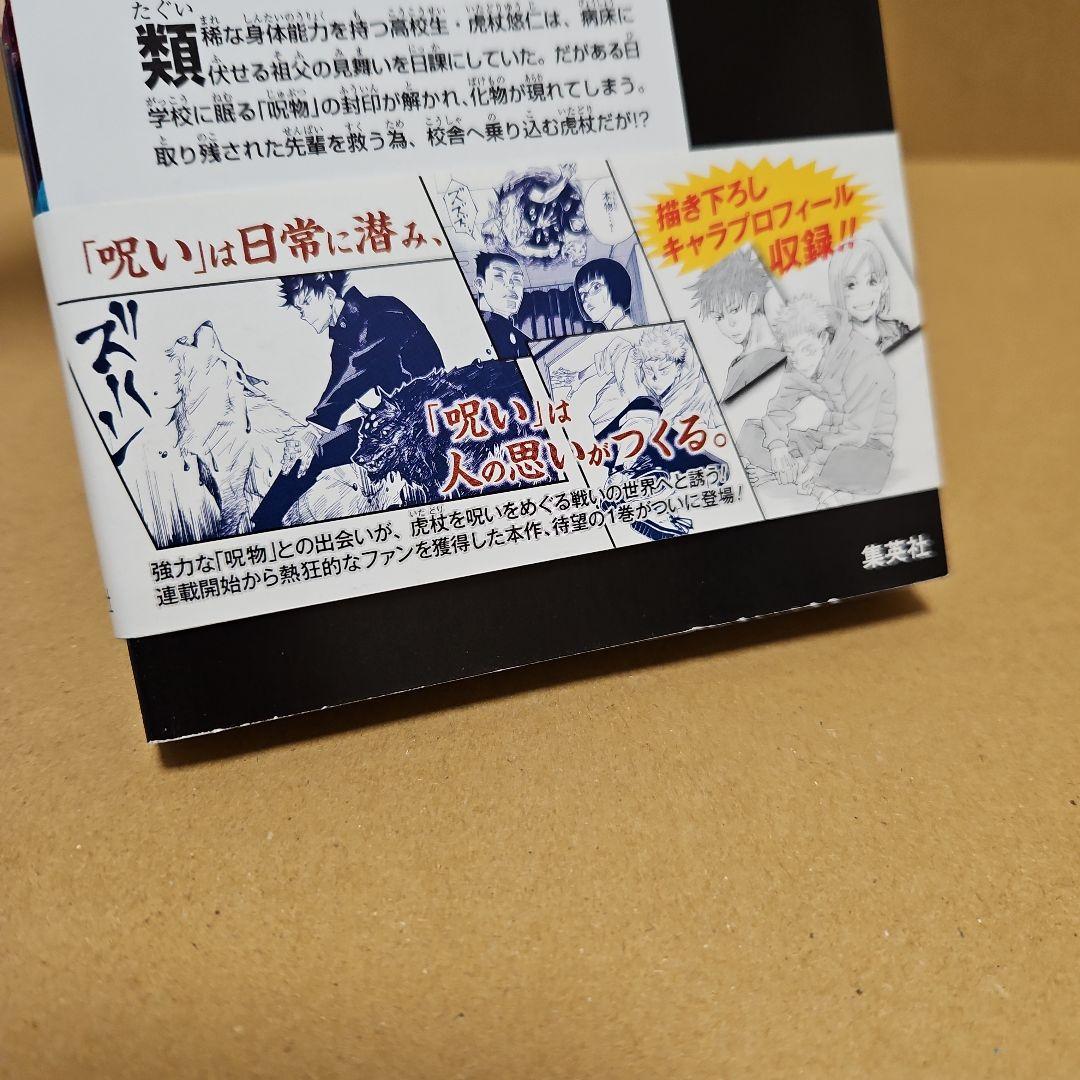 類稀な身体能力を持つ高校生・虎杖悠仁は、病床に
伏せる祖父の見舞いを日課にしていた。だがある日
学校に眠る「呪物」の封印が解かれ、化物が現れてしまう。
取り残された先輩を救う為、校舎へ乗り込む虎杖だが!?
「呪い」は日常に潜み、
ズズ
本物…
描き下ろし
キャラプロフィール
収録!!
「呪い」は
人の思いがつくる。
強力な「呪物」との出会いが、虎杖を呪いをめぐる戦いの世界へと誘う!
連載開始から熱狂的なファンを獲得した本作、待望の1巻がついに登場!
集英社